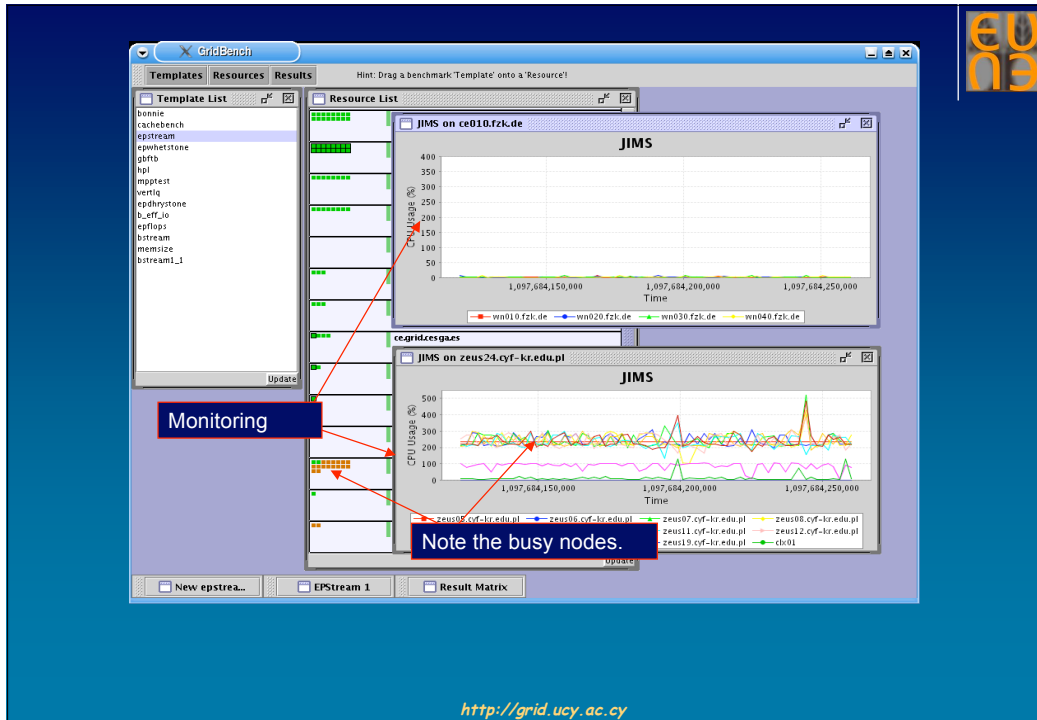 GridBench
Templates Resources Results
Hint: Drag a benchmark 'Template' onto a 'Resource'!
Template List
bonnie
cachebench
epstream
epwhetstone
gbftb
hpl
mpptest
vertlq
epdhrystone
b_eff_io
epflops
bstream
memsize
bstream1_1
Update
Resource List
ce.grid.cesga.es
Update
JIMS on ce010.fzk.de
JIMS
CPU Usage (%)
400
350
300
250
200
150
100
50
0
1,097,684,150,000 1,097,684,200,000 1,097,684,250,000
Time
wn010.fzk.de wn020.fzk.de wn030.fzk.de wn040.fzk.de
JIMS on zeus24.cyf-kr.edu.pl
JIMS
CPU Usage (%)
500
400
300
200
100
0
1,097,684,150,000 1,097,684,200,000 1,097,684,250,000
Time
zeus05.cyf-kr.edu.pl zeus06.cyf-kr.edu.pl zeus07.cyf-kr.edu.pl zeus08.cyf-kr.edu.pl
zeus11.cyf-kr.edu.pl zeus12.cyf-kr.edu.pl
zeus19.cyf-kr.edu.pl clx01
Monitoring
Note the busy nodes.
New epstrea... EPStream 1 Result Matrix
http://grid.ucy.ac.cy